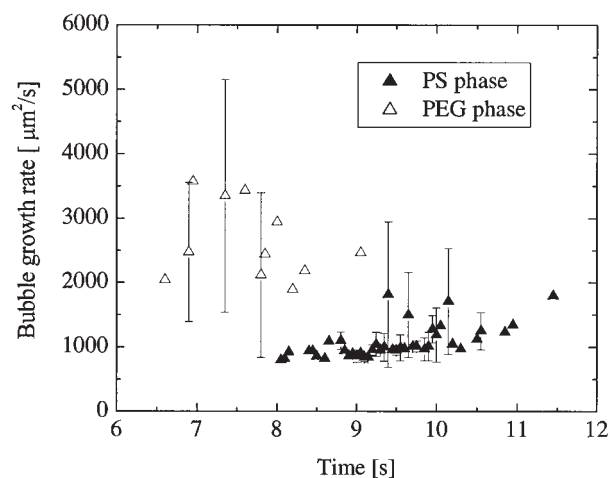 6000
5000
4000
3000
2000
1000
0
Bubble growth rate [ μm²/s]
PS phase
PEG phase
6 7 8 9 10 11 12
Time [s]